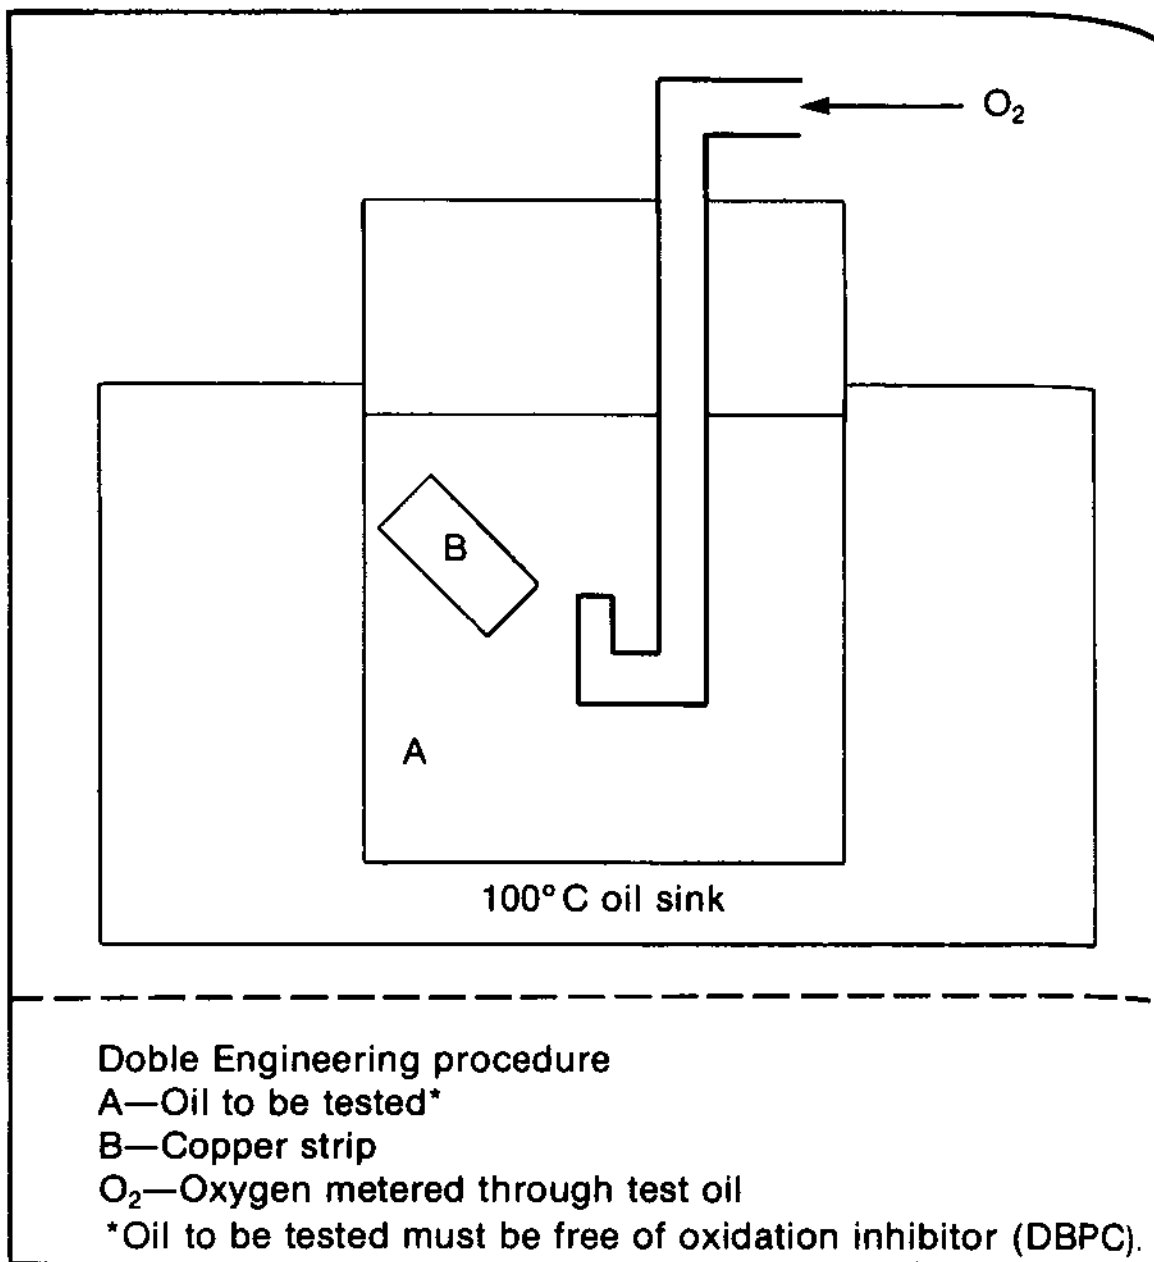 O₂
B
A
100°C oil sink
Doble Engineering procedure
A—Oil to be tested*
B—Copper strip
O₂—Oxygen metered through test oil
*Oil to be tested must be free of oxidation inhibitor (DBPC).